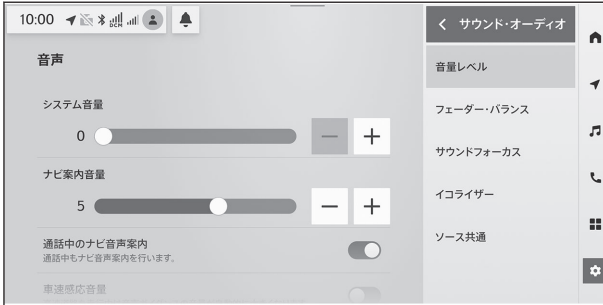 10:00
DCM
音声
システム音量
0
ナビ案内音量
5
通話中のナビ音声案内
通話中もナビ音声案内を行います。
車速感応音量
サウンド・オーディオ
音量レベル
フェーダー・バランス
サウンドフォーカス
イコライザー
ソース共通